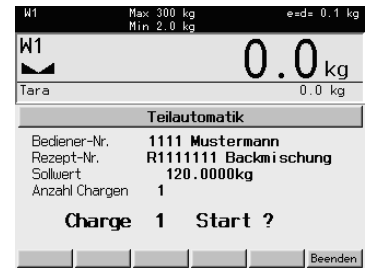 W1 Max 300 kg e=d= 0.1 kg
Min 2.0 kg
W1
0.0 kg
Tara 0.0 kg
Teilautomatik
Bediener-Nr. 1111 Mustermann
Rezept-Nr. R1111111 Backmischung
Sollwert 120.0000kg
Anzahl Chargen 1
Charge 1 Start ?
Beenden